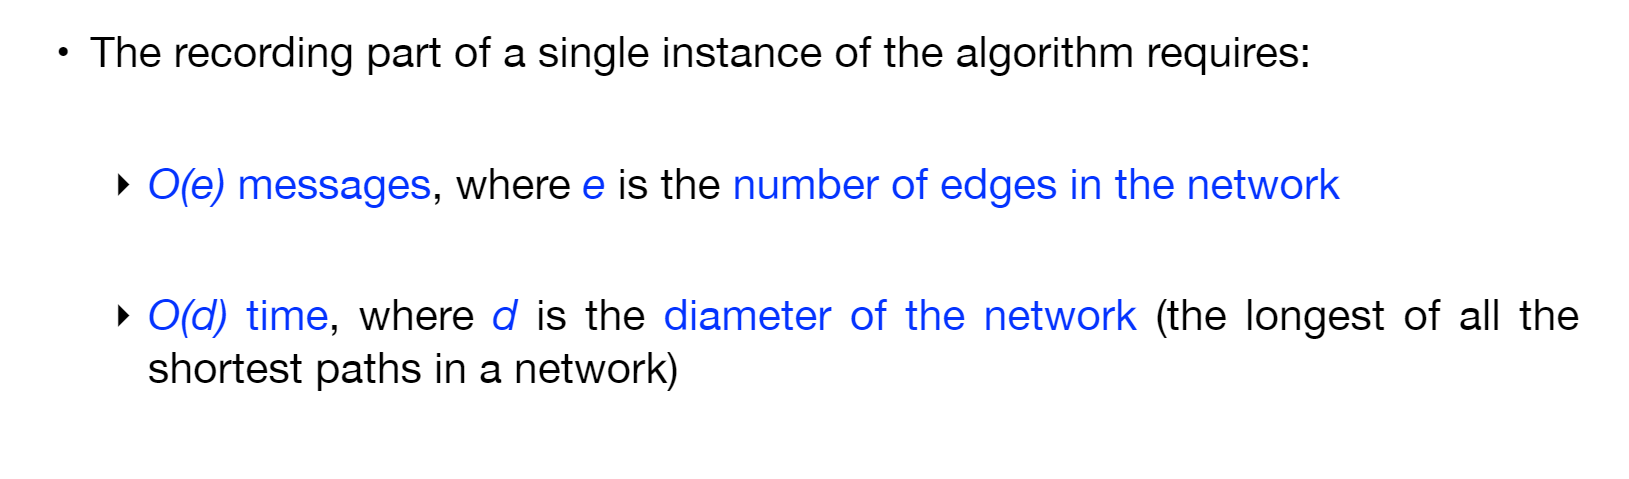 • The recording part of a single instance of the algorithm requires:
‣ O(e) messages, where e is the number of edges in the network
‣ O(d) time, where d is the diameter of the network (the longest of all the
shortest paths in a network)